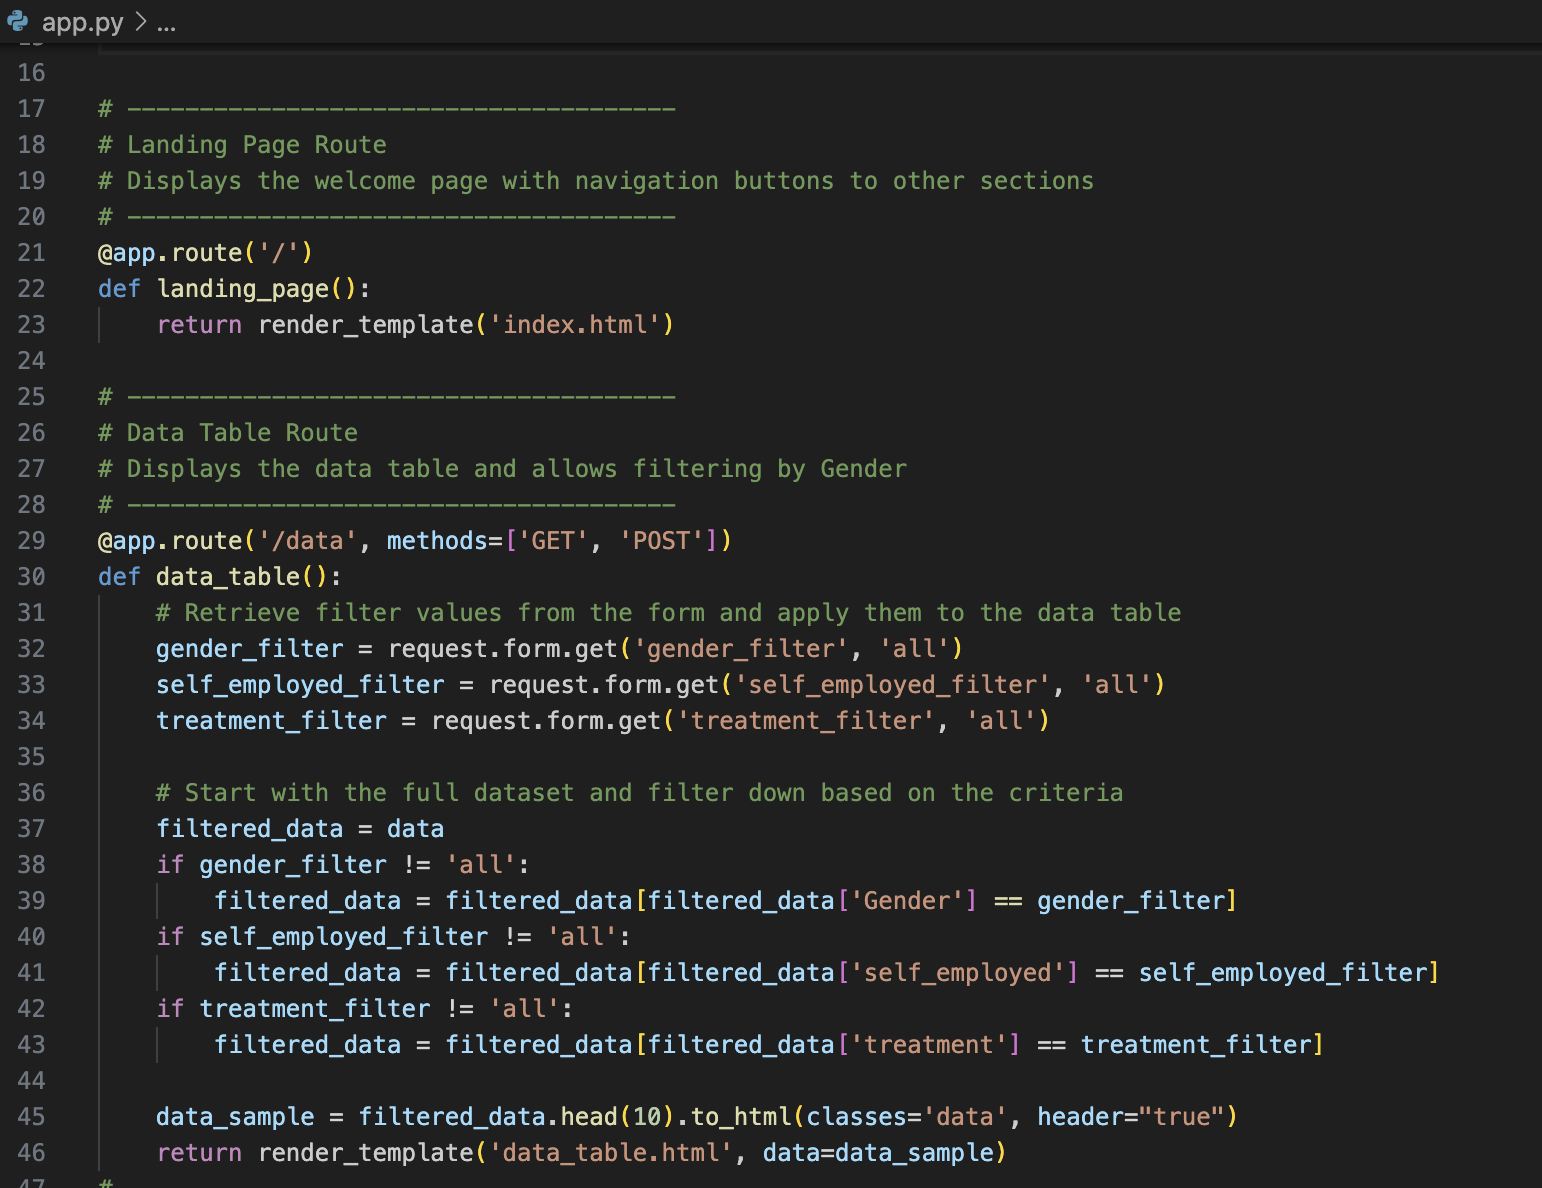 app.py > ...
16
17 # --------------------------------------
18 # Landing Page Route
19 # Displays the welcome page with navigation buttons to other sections
20 # --------------------------------------
21 @app.route('/')
22 def landing_page():
23     return render_template('index.html')
24
25 # --------------------------------------
26 # Data Table Route
27 # Displays the data table and allows filtering by Gender
28 # --------------------------------------
29 @app.route('/data', methods=['GET', 'POST'])
30 def data_table():
31     # Retrieve filter values from the form and apply them to the data table
32     gender_filter = request.form.get('gender_filter', 'all')
33     self_employed_filter = request.form.get('self_employed_filter', 'all')
34     treatment_filter = request.form.get('treatment_filter', 'all')
35
36     # Start with the full dataset and filter down based on the criteria
37     filtered_data = data
38     if gender_filter != 'all':
39         filtered_data = filtered_data[filtered_data['Gender'] == gender_filter]
40     if self_employed_filter != 'all':
41         filtered_data = filtered_data[filtered_data['self_employed'] == self_employed_filter]
42     if treatment_filter != 'all':
43         filtered_data = filtered_data[filtered_data['treatment'] == treatment_filter]
44
45     data_sample = filtered_data.head(10).to_html(classes='data', header="true")
46     return render_template('data_table.html', data=data_sample)
47 #